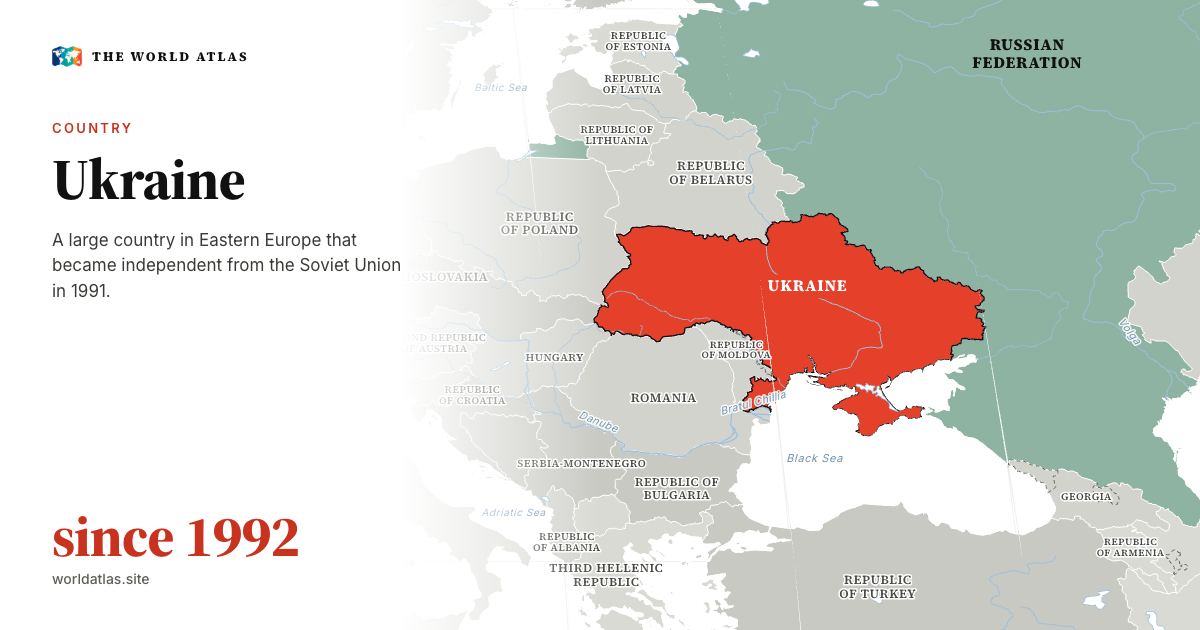 THE WORLD ATLAS
COUNTRY
Ukraine
A large country in Eastern Europe that
became independent from the Soviet Union
in 1991.
since 1992
worldatlas.site
REPUBLIC
OF ESTONIA
RUSSIAN
FEDERATION
REPUBLIC
OF LATVIA
Baltic Sea
REPUBLIC OF
LITHUANIA
REPUBLIC
OF BELARUS
REPUBLIC
OF POLAND
OSLOVAKIA
UKRAINE
Volga
ND REPUBLIC
F AUSTRIA
HUNGARY
REPUBLIC
OF MOLDOVA
REPUBLIC
OF CROATIA
ROMANIA
Bratul Chillia
Danube
Black Sea
SERBIA-MONTENEGRO
REPUBLIC OF
BULGARIA
GEORGIA
Adriatic Sea
REPUBLIC
OF ALBANIA
REPUBLIC
OF ARMENIA
THIRD HELLENIC
REPUBLIC
REPUBLIC
OF TURKEY